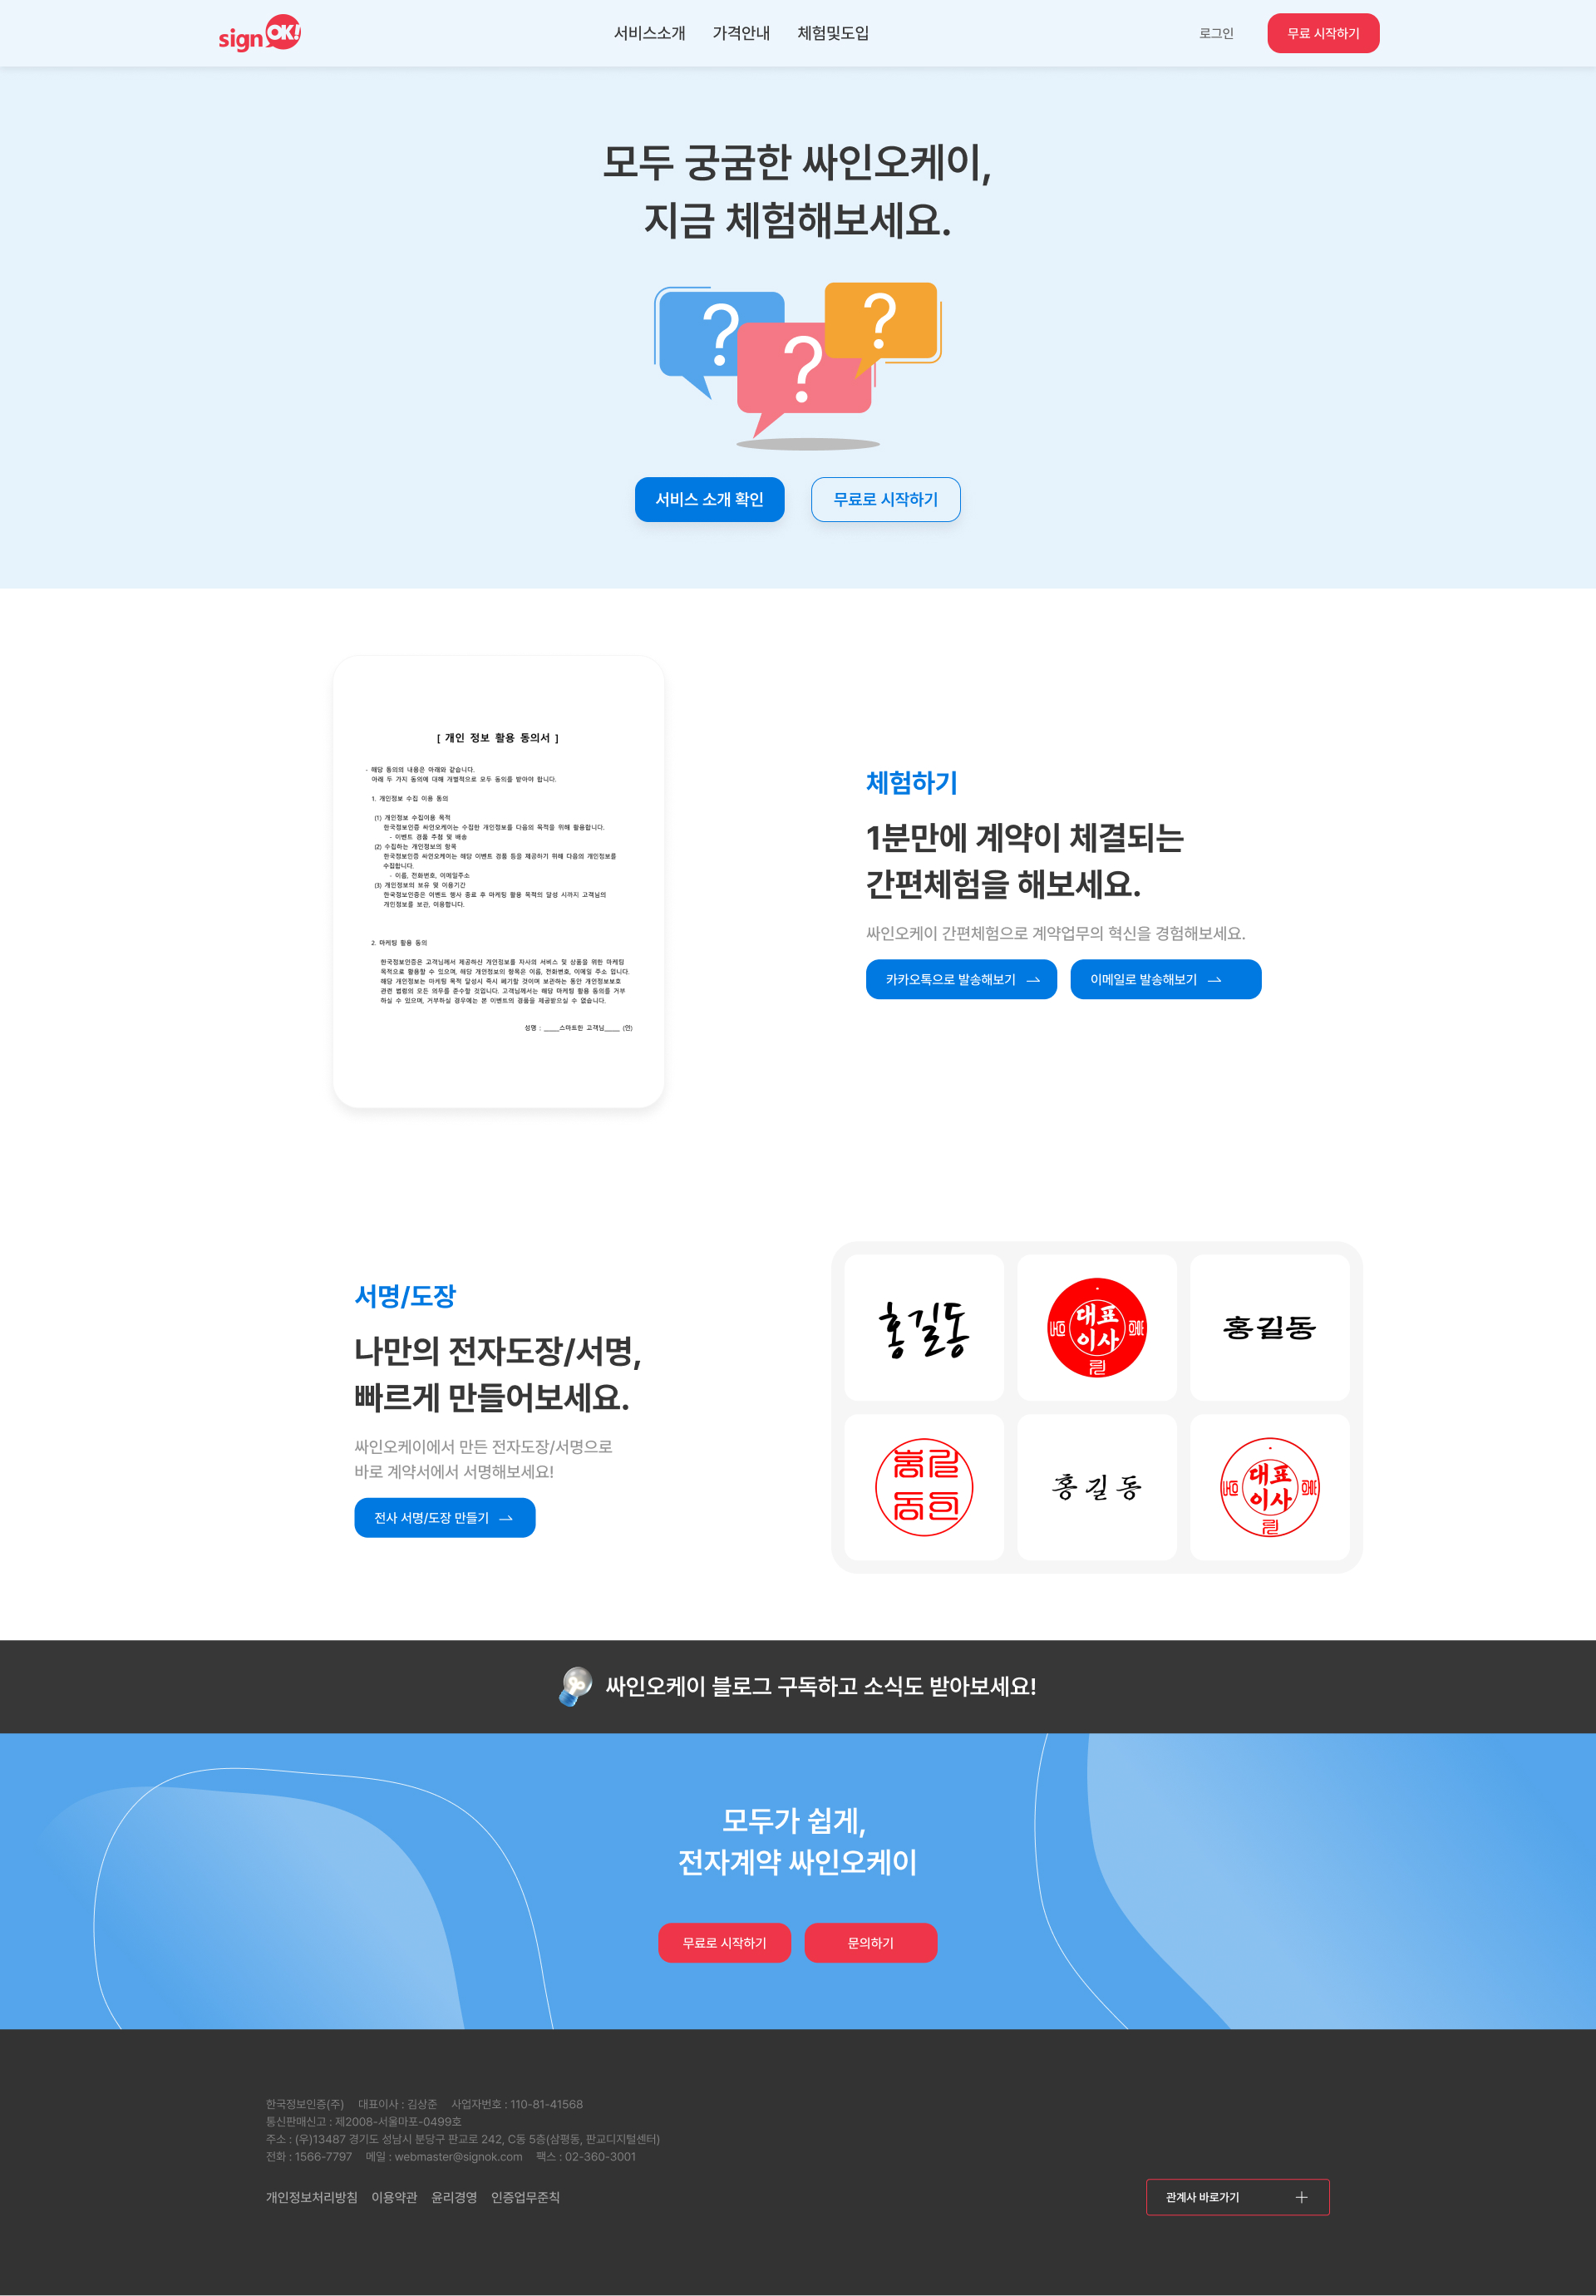 sign OK!
서비스소개 가격안내 체험및도입
로그인
무료 시작하기
모두 궁굼한 싸인오케이,
지금 체험해보세요.
? ? ?
서비스 소개 확인
무료로 시작하기
[ 개인 정보 활용 동의서 ]
- 해당 동의의 내용은 아래와 같습니다.
아래 두 가지 동의에 대해 개별적으로 모두 동의를 받아야 합니다.
1. 개인정보 수집 이용 동의
(1) 개인정보 수집이용 목적
한국정보인증 싸인오케이는 수집한 개인정보를 다음의 목적을 위해 활용합니다.
- 이벤트 경품 추첨 및 배송
(2) 수집하는 개인정보의 항목
한국정보인증 싸인오케이는 해당 이벤트 경품 등을 제공하기 위해 다음의 개인정보를
수집합니다.
- 이름, 전화번호, 이메일주소
(3) 개인정보의 보유 및 이용기간
한국정보인증은 이벤트 행사 종료 후 마케팅 활용 목적의 달성 시까지 고객님의
개인정보를 보관, 이용합니다.
2. 마케팅 활용 동의
한국정보인증은 고객님께서 제공하신 개인정보를 자사의 서비스 및 상품을 위한 마케팅
목적으로 활용할 수 있으며, 해당 개인정보의 항목은 이름, 전화번호, 이메일 주소 입니다.
해당 개인정보는 마케팅 목적 달성시 즉시 폐기할 것이며 보관하는 동안 개인정보보호
관련 법령의 모든 의무를 준수할 것입니다. 고객님께서는 해당 마케팅 활용 동의를 거부
하실 수 있으며, 거부하실 경우에는 본 이벤트의 경품을 제공받으실 수 없습니다.
성명 : _____스마트한 고객님_____ (인)
체험하기
1분만에 계약이 체결되는
간편체험을 해보세요.
싸인오케이 간편체험으로 계약업무의 혁신을 경험해보세요.
카카오톡으로 발송해보기
이메일로 발송해보기
서명/도장
나만의 전자도장/서명,
빠르게 만들어보세요.
싸인오케이에서 만든 전자도장/서명으로
바로 계약서에서 서명해보세요!
전사 서명/도장 만들기
홍길동
대표
이사
홍길동
홍길
동인
홍길동
대표
이사
싸인오케이 블로그 구독하고 소식도 받아보세요!
모두가 쉽게,
전자계약 싸인오케이
무료로 시작하기
문의하기
한국정보인증(주) 대표이사 : 김상준 사업자번호 : 110-81-41568
통신판매신고 : 제2008-서울마포-0499호
주소 : (우)13487 경기도 성남시 분당구 판교로 242, C동 5층(삼평동, 판교디지털센터)
전화 : 1566-7797 메일 : webmaster@signok.com 팩스 : 02-360-3001
개인정보처리방침 이용약관 윤리경영 인증업무준칙
관계사 바로가기